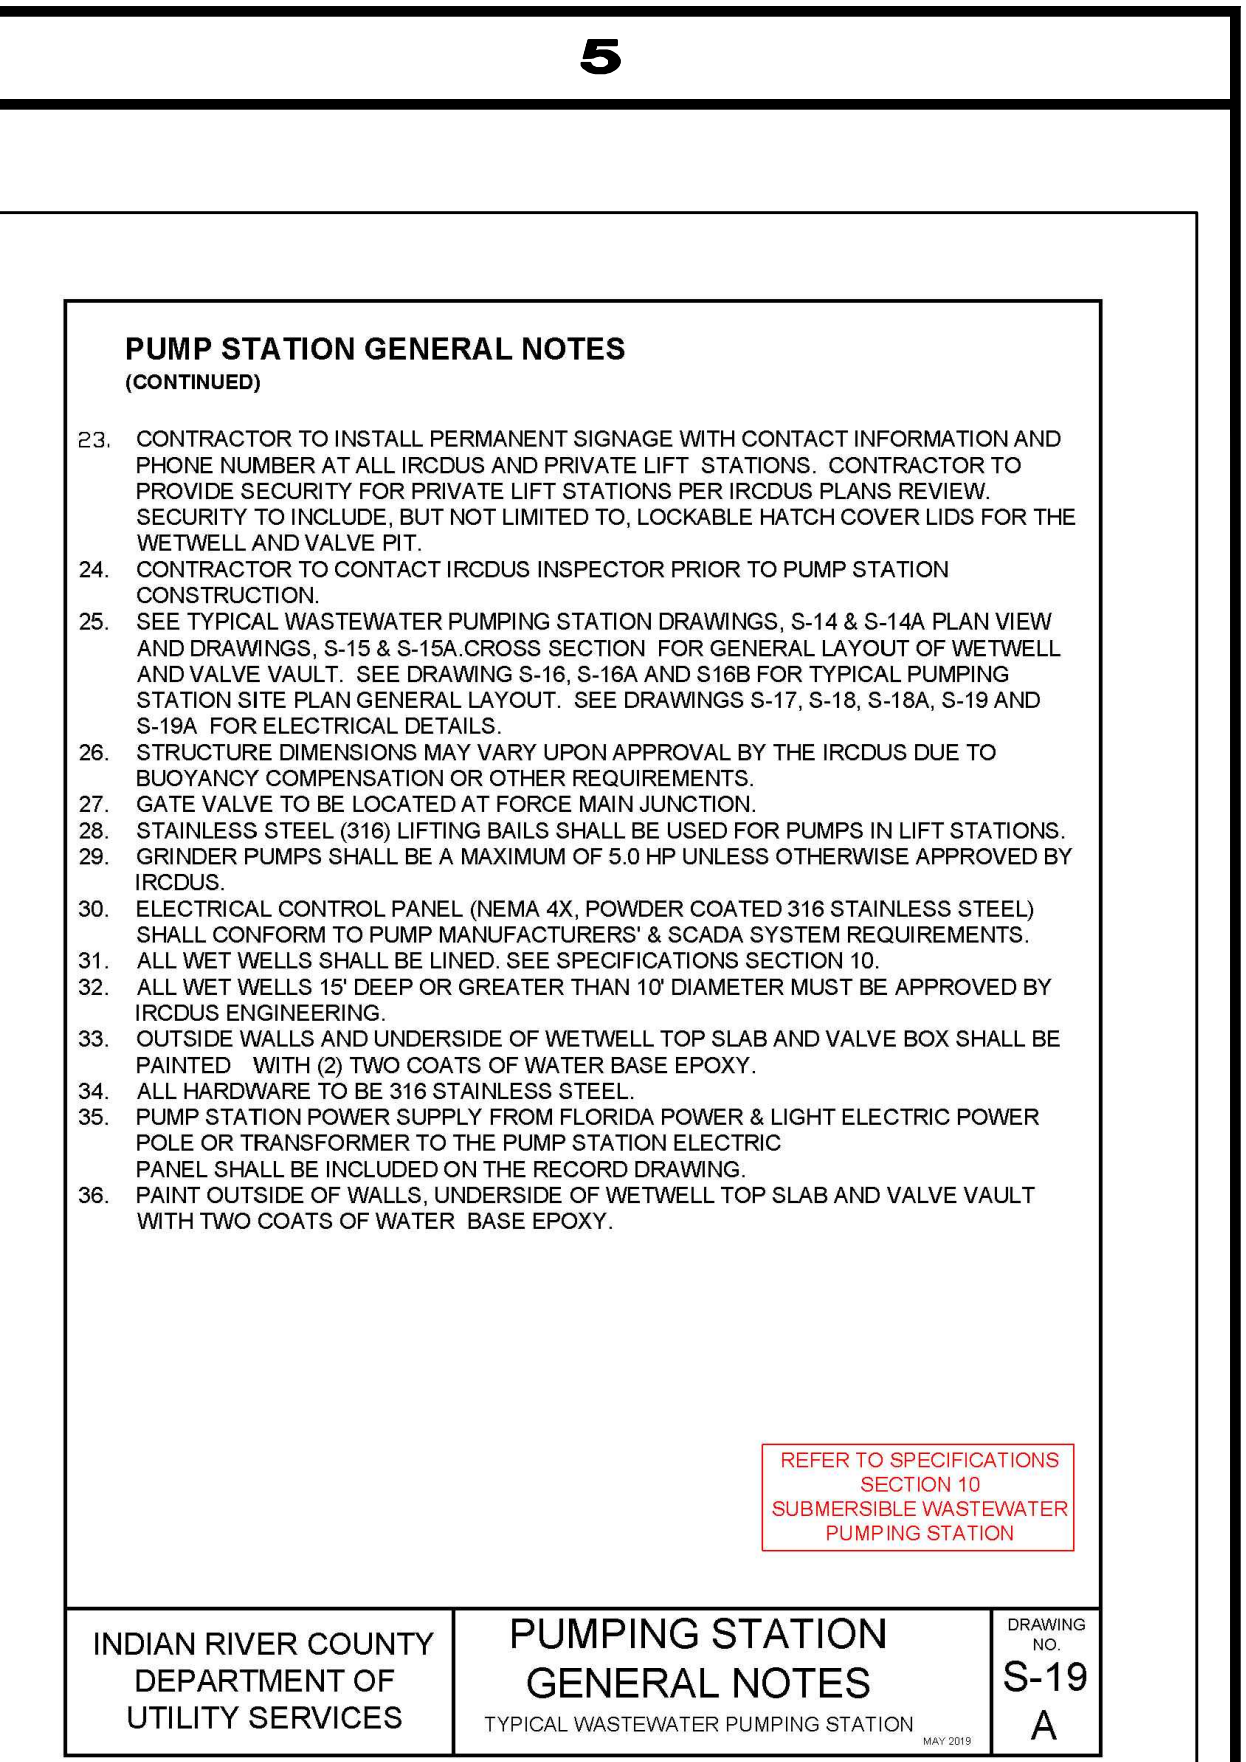 5
PUMP STATION GENERAL NOTES
(CONTINUED)
23. CONTRACTOR TO INSTALL PERMANENT SIGNAGE WITH CONTACT INFORMATION AND
PHONE NUMBER AT ALL IRCDUS AND PRIVATE LIFT STATIONS. CONTRACTOR TO
PROVIDE SECURITY FOR PRIVATE LIFT STATIONS PER IRCDUS PLANS REVIEW.
SECURITY TO INCLUDE, BUT NOT LIMITED TO, LOCKABLE HATCH COVER LIDS FOR THE
WETWELL AND VALVE PIT.
24. CONTRACTOR TO CONTACT IRCDUS INSPECTOR PRIOR TO PUMP STATION
CONSTRUCTION.
25. SEE TYPICAL WASTEWATER PUMPING STATION DRAWINGS, S-14 & S-14A PLAN VIEW
AND DRAWINGS, S-15 & S-15A.CROSS SECTION FOR GENERAL LAYOUT OF WETWELL
AND VALVE VAULT. SEE DRAWING S-16, S-16A AND S16B FOR TYPICAL PUMPING
STATION SITE PLAN GENERAL LAYOUT. SEE DRAWINGS S-17, S-18, S-18A, S-19 AND
S-19A FOR ELECTRICAL DETAILS.
26. STRUCTURE DIMENSIONS MAY VARY UPON APPROVAL BY THE IRCDUS DUE TO
BUOYANCY COMPENSATION OR OTHER REQUIREMENTS.
27. GATE VALVE TO BE LOCATED AT FORCE MAIN JUNCTION.
28. STAINLESS STEEL (316) LIFTING BAILS SHALL BE USED FOR PUMPS IN LIFT STATIONS.
29. GRINDER PUMPS SHALL BE A MAXIMUM OF 5.0 HP UNLESS OTHERWISE APPROVED BY
IRCDUS.
30. ELECTRICAL CONTROL PANEL (NEMA 4X, POWDER COATED 316 STAINLESS STEEL)
SHALL CONFORM TO PUMP MANUFACTURERS' & SCADA SYSTEM REQUIREMENTS.
31. ALL WET WELLS SHALL BE LINED. SEE SPECIFICATIONS SECTION 10.
32. ALL WET WELLS 15' DEEP OR GREATER THAN 10' DIAMETER MUST BE APPROVED BY
IRCDUS ENGINEERING.
33. OUTSIDE WALLS AND UNDERSIDE OF WETWELL TOP SLAB AND VALVE BOX SHALL BE
PAINTED WITH (2) TWO COATS OF WATER BASE EPOXY.
34. ALL HARDWARE TO BE 316 STAINLESS STEEL.
35. PUMP STATION POWER SUPPLY FROM FLORIDA POWER & LIGHT ELECTRIC POWER
POLE OR TRANSFORMER TO THE PUMP STATION ELECTRIC
PANEL SHALL BE INCLUDED ON THE RECORD DRAWING.
36. PAINT OUTSIDE OF WALLS, UNDERSIDE OF WETWELL TOP SLAB AND VALVE VAULT
WITH TWO COATS OF WATER BASE EPOXY.
REFER TO SPECIFICATIONS
SECTION 10
SUBMERSIBLE WASTEWATER
PUMPING STATION
INDIAN RIVER COUNTY
DEPARTMENT OF
UTILITY SERVICES
PUMPING STATION
GENERAL NOTES
TYPICAL WASTEWATER PUMPING STATION
MAY 2019
DRAWING
NO.
S-19
A